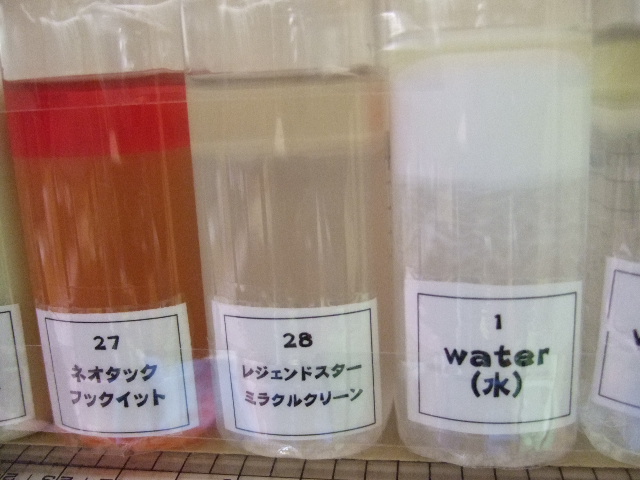 27
ネオタック
フックイット
28
レジェンドスター
ミラクルクリーン
1
water
(水)